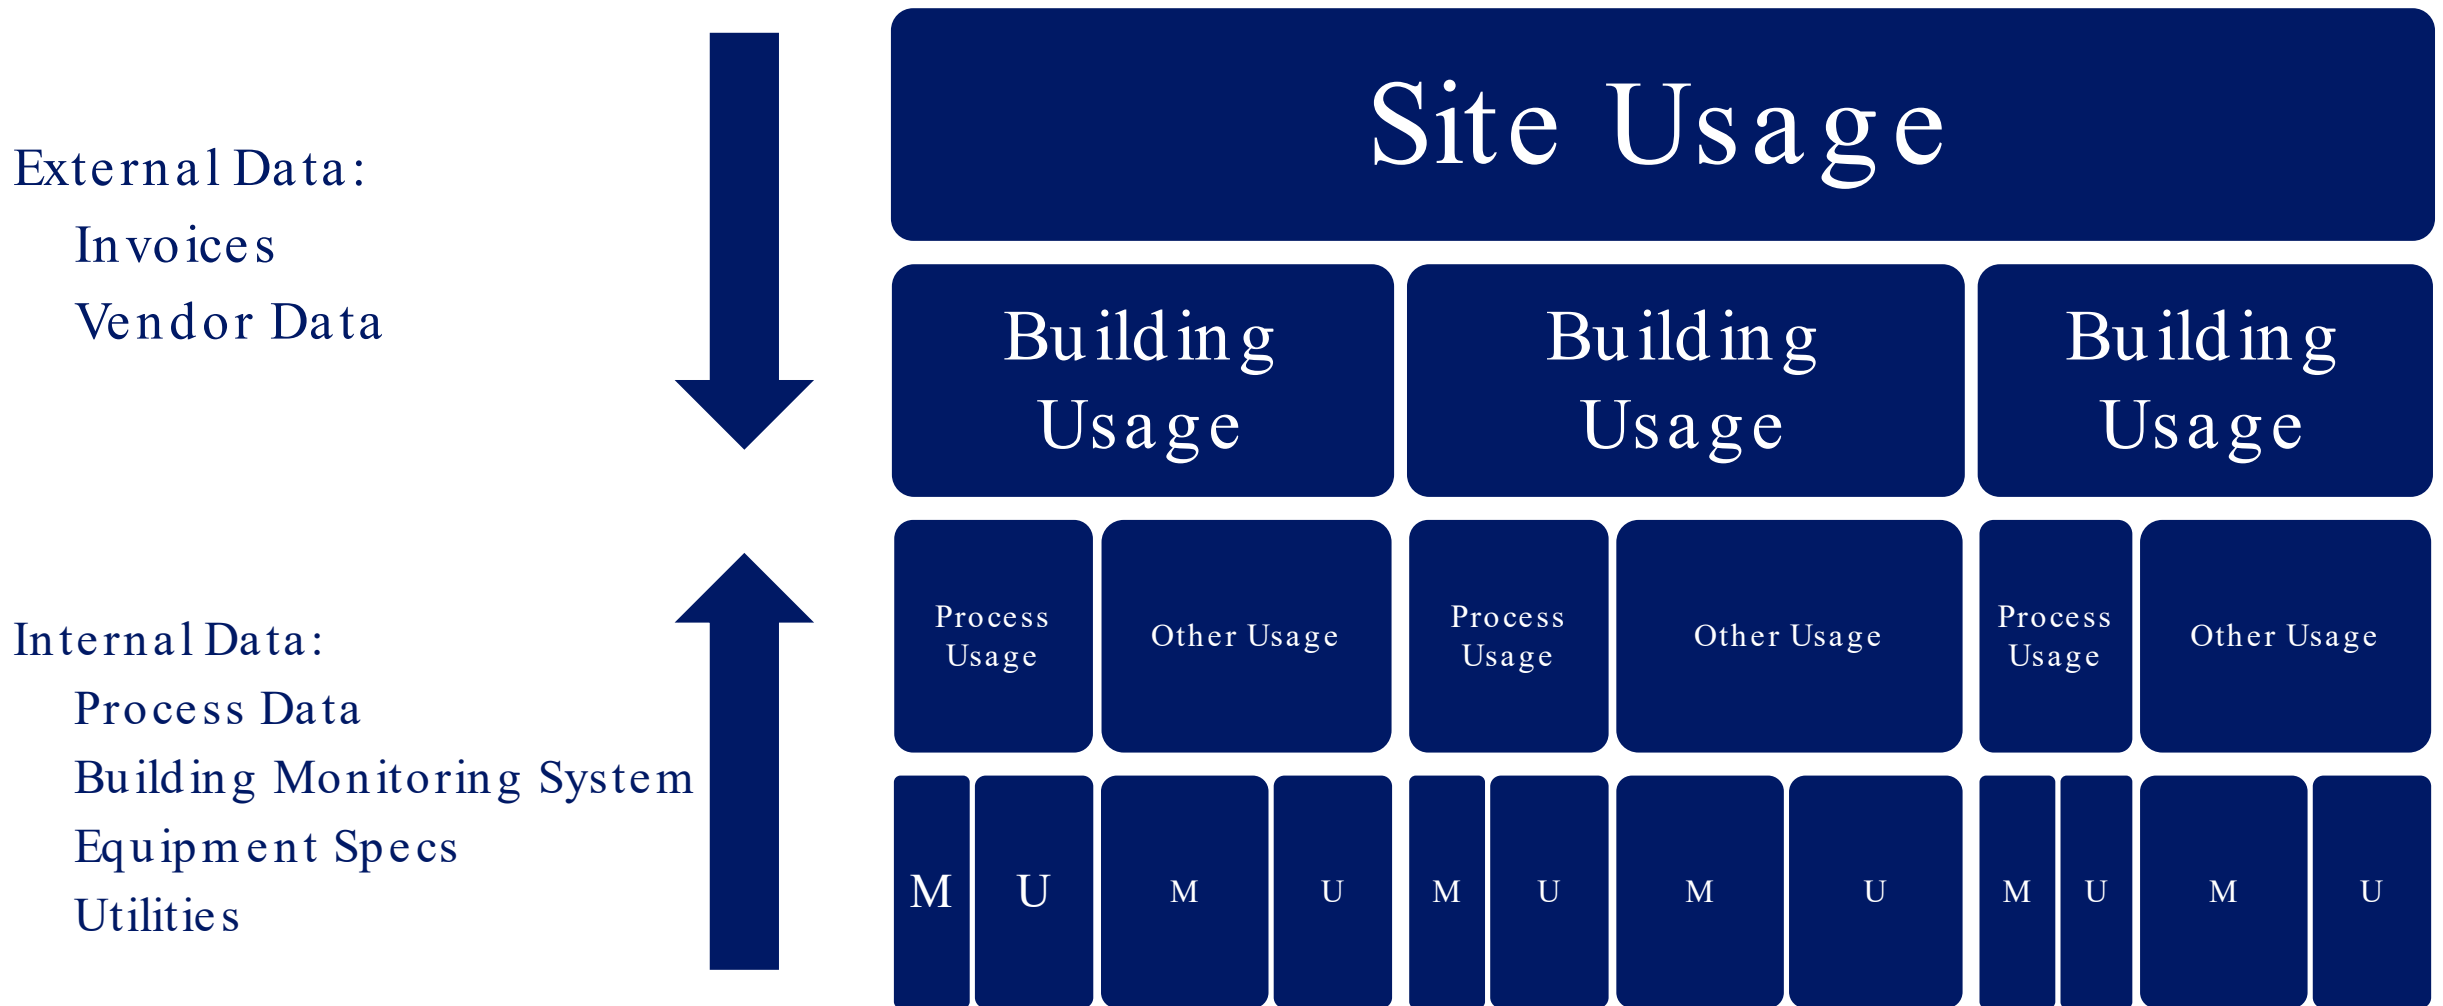 External Data:
Invoices
Vendor Data
Internal Data:
Process Data
Building Monitoring System
Equipment Specs
Utilities
Site Usage
Building
Usage
Building
Usage
Building
Usage
Process
Usage
Other Usage
Process
Usage
Other Usage
Process
Usage
Other Usage
M
U
M
U
M
U
M
U
M
U
M
U